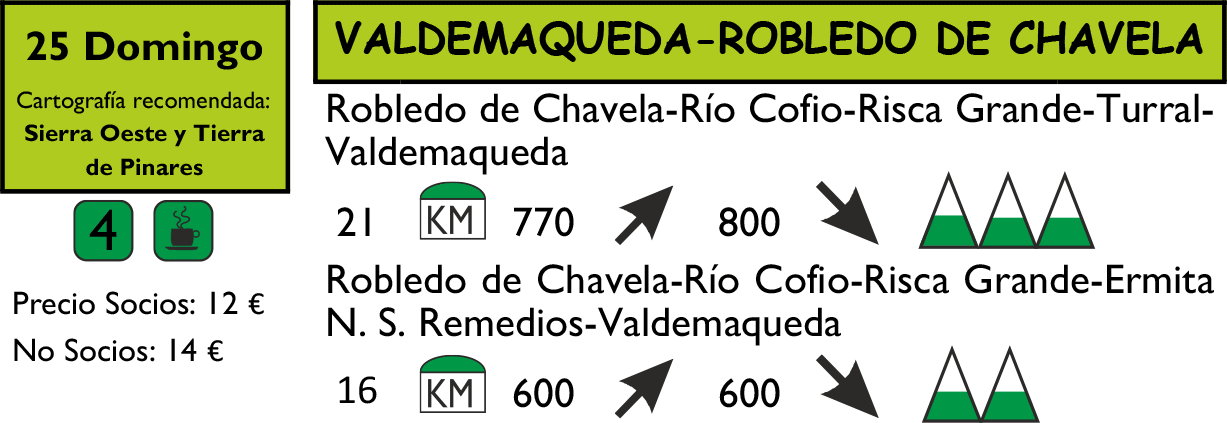 25 Domingo
Cartografía recomendada:
Sierra Oeste y Tierra
de Pinares
4
Precio Socios: 12 €
No Socios: 14 €
VALDEMAQUEDA-ROBLEDO DE CHAVELA
Robledo de Chavela-Río Cofio-Risca Grande-Turral-
Valdemaqueda
21 KM 770 800
Robledo de Chavela-Río Cofio-Risca Grande-Ermita
N. S. Remedios-Valdemaqueda
16 KM 600 600